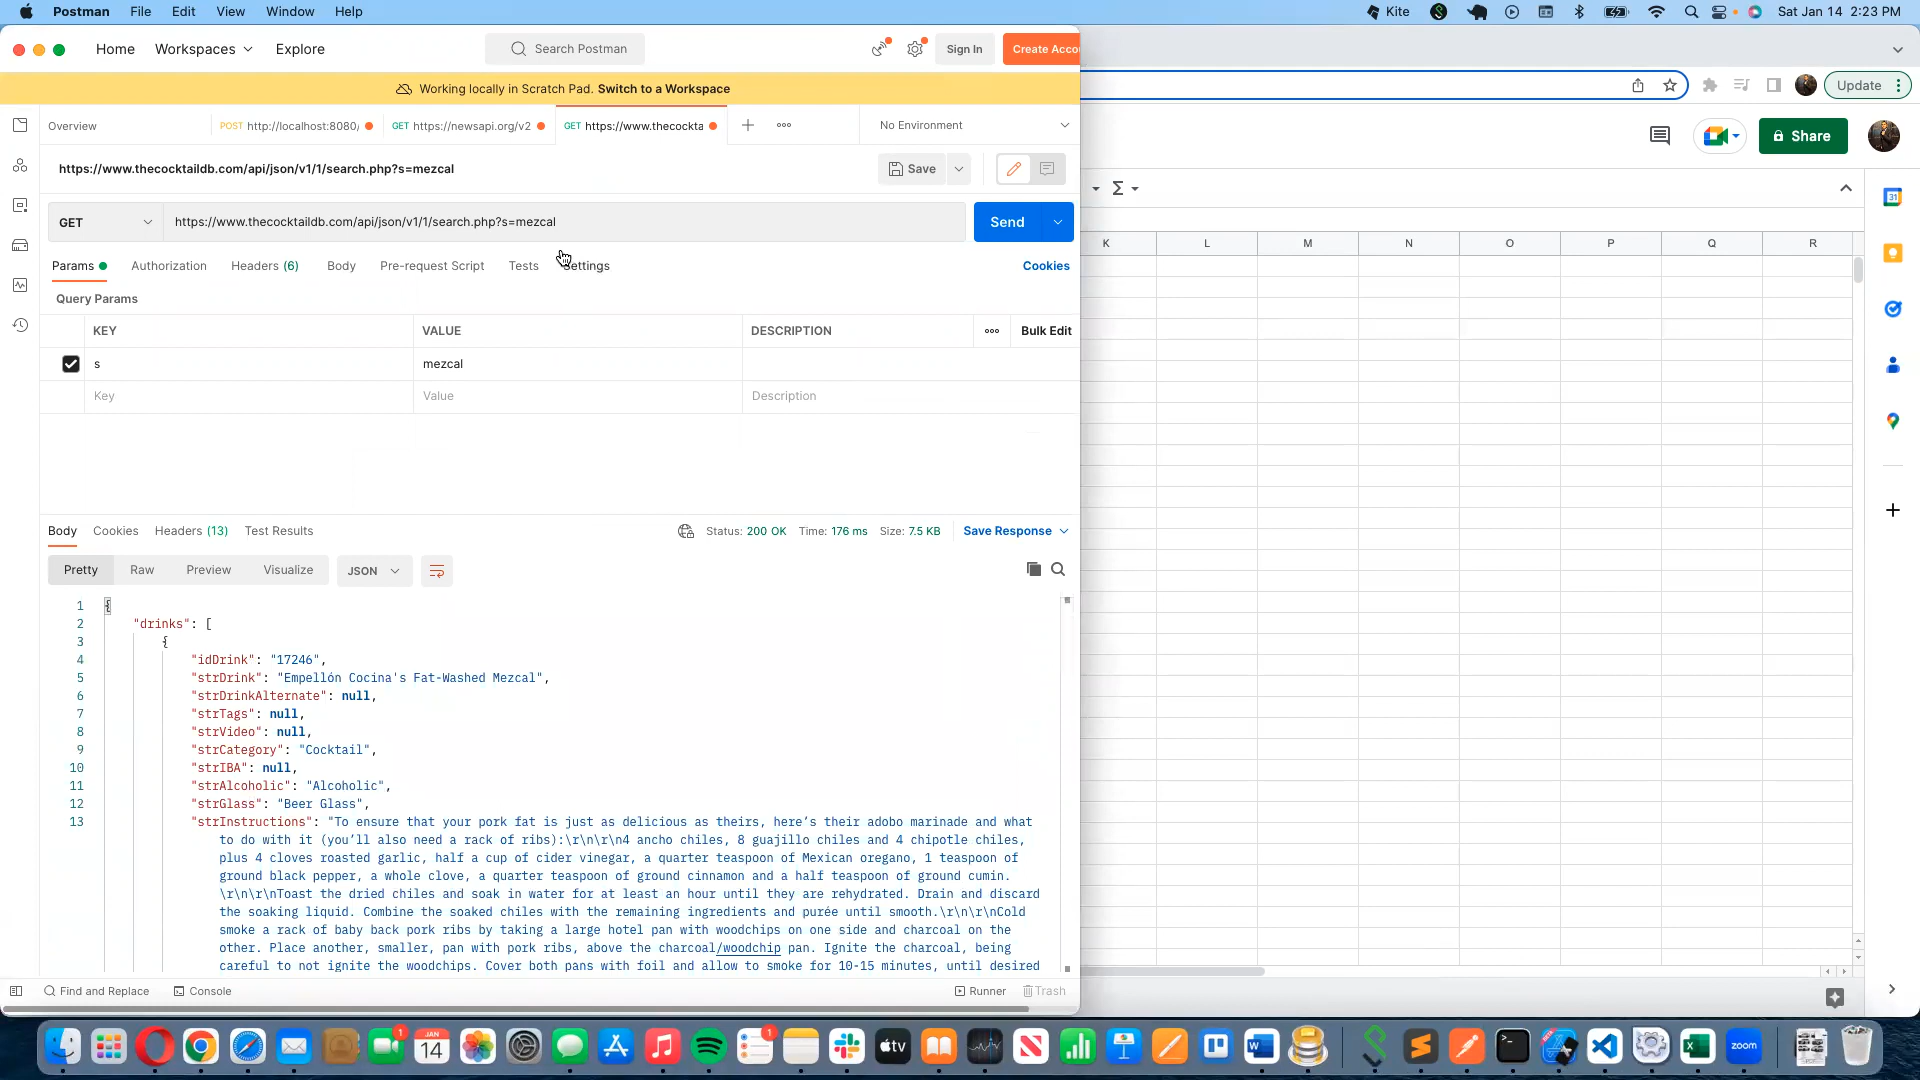 Postman File Edit View Window Help
Kite Sat Jan 14 2:23 PM
Home Workspaces Explore
Search Postman
Sign In Create Acco
Update
Working locally in Scratch Pad. Switch to a Workspace
Overview POST http://localhost:8080/ GET https://newsapi.org/v2 GET https://www.thecockta No Environment
Share
https://www.thecocktaildb.com/api/json/v1/1/search.php?s=mezcal
Save
Σ
GET https://www.thecocktaildb.com/api/json/v1/1/search.php?s=mezcal Send
K L M N O P Q R
31
Params Authorization Headers (6) Body Pre-request Script Tests Settings Cookies
Query Params
KEY VALUE DESCRIPTION Bulk Edit
s mezcal
Key Value Description
Body Cookies Headers (13) Test Results Status: 200 OK Time: 176 ms Size: 7.5 KB Save Response
Pretty Raw Preview Visualize JSON
1 {
2 "drinks": [
3 {
4 "idDrink": "17246",
5 "strDrink": "Empellón Cocina's Fat-Washed Mezcal",
6 "strDrinkAlternate": null,
7 "strTags": null,
8 "strVideo": null,
9 "strCategory": "Cocktail",
10 "strIBA": null,
11 "strAlcoholic": "Alcoholic",
12 "strGlass": "Beer Glass",
13 "strInstructions": "To ensure that your pork fat is just as delicious as theirs, here’s their adobo marinade and what
to do with it (you’ll also need a rack of ribs):\r\n\r\n4 ancho chiles, 8 guajillo chiles and 4 chipotle chiles,
plus 4 cloves roasted garlic, half a cup of cider vinegar, a quarter teaspoon of Mexican oregano, 1 teaspoon of
ground black pepper, a whole clove, a quarter teaspoon of ground cinnamon and a half teaspoon of ground cumin.
\r\n\r\nToast the dried chiles and soak in water for at least an hour until they are rehydrated. Drain and discard
the soaking liquid. Combine the soaked chiles with the remaining ingredients and purée until smooth.\r\n\r\nCold
smoke a rack of baby back pork ribs by taking a large hotel pan with woodchips on one side and charcoal on the
other. Place another, smaller, pan with pork ribs, above the charcoal/woodchip pan. Ignite the charcoal, being
careful to not ignite the woodchips. Cover both pans with foil and allow to smoke for 10-15 minutes, until desired
Find and Replace Console Runner Trash
1 JAN 14 tv 1 zoom